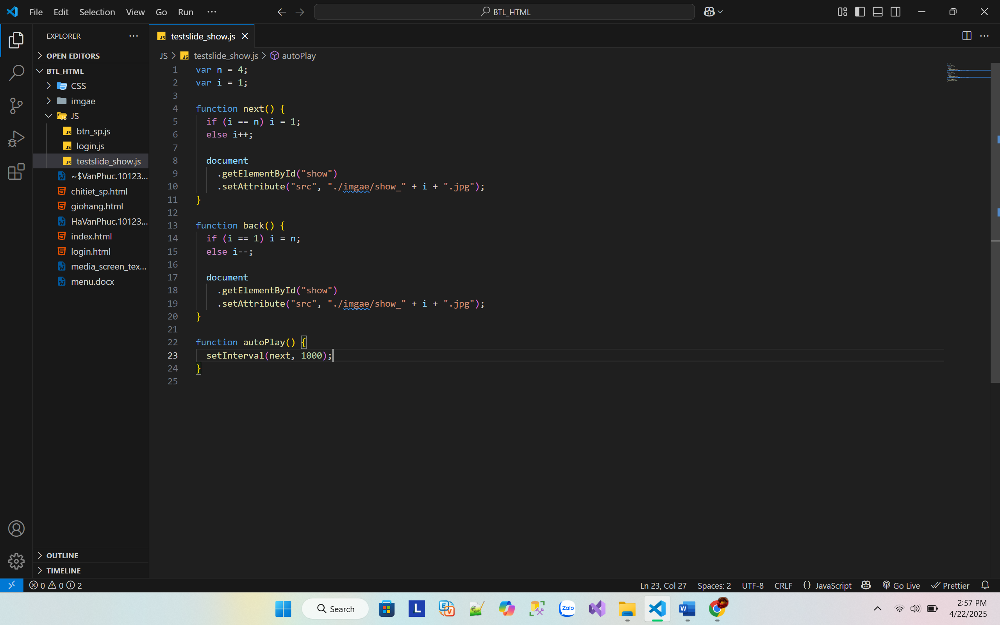 File Edit Selection View Go Run ··· BTL_HTML
EXPLORER ···
OPEN EDITORS
BTL_HTML
CSS
imgae
JS
btn_sp.js
login.js
testslide_show.js
~$VanPhuc.10123...
chitiet_sp.html
giohang.html
HaVanPhuc.10123...
index.html
login.html
media_screen_tex...
menu.docx
OUTLINE
TIMELINE
JS testslide_show.js
JS > JS testslide_show.js > autoPlay
1 var n = 4;
2 var i = 1;
3
4 function next() {
5 if (i == n) i = 1;
6 else i++;
7
8 document
9 .getElementById("show")
10 .setAttribute("src", "./imgae/show_" + i + ".jpg");
11 }
12
13 function back() {
14 if (i == 1) i = n;
15 else i--;
16
17 document
18 .getElementById("show")
19 .setAttribute("src", "./imgae/show_" + i + ".jpg");
20 }
21
22 function autoPlay() {
23 setInterval(next, 1000);
24 }
25
0 0 2 Ln 23, Col 27 Spaces: 2 UTF-8 CRLF {} JavaScript Go Live Prettier
Search L E V Zalo W
2:57 PM
4/22/2025